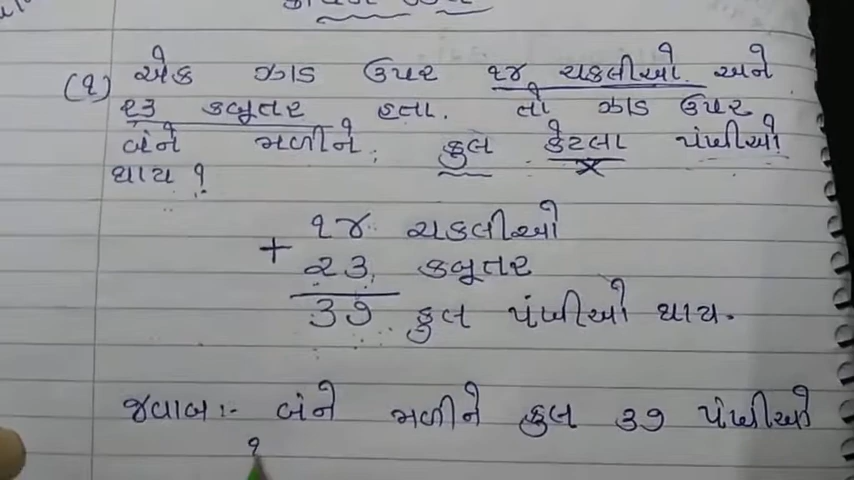 (૧) એક ઝાડ ઉપર ૧૪ ચકલીઓ અને
૨૩ કબૂતર હતા. તો ઝાડ ઉપર
બંને મળીને કુલ કેટલા પંખીઓ
થાય ?
૧૪ ચકલીઓ
+ ૨૩ કબૂતર
૩૭ કુલ પંખીઓ થાય.
જવાબ :- બંને મળીને કુલ ૩૭ પંખીઓ